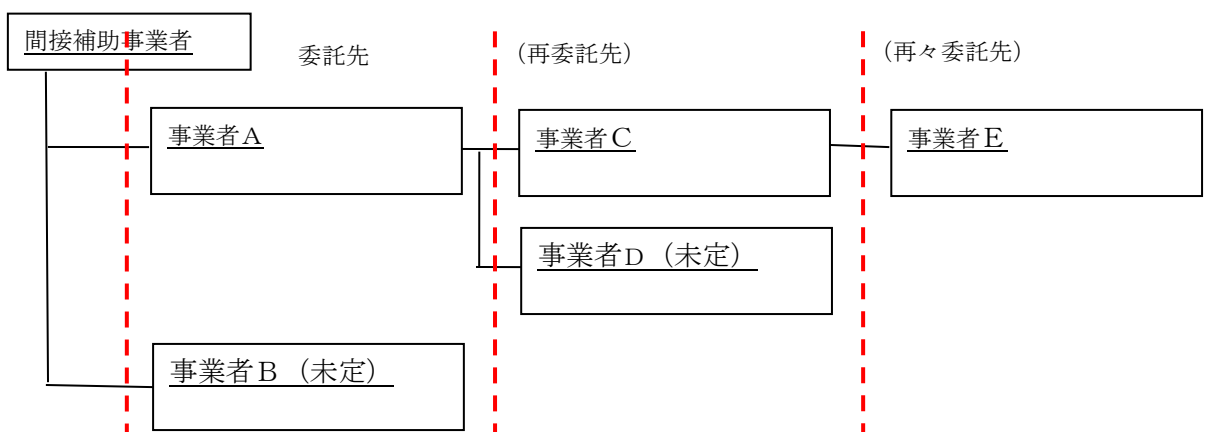 間接補助事業者
委託先
（再委託先）
（再々委託先）
事業者A
事業者C
事業者E
事業者D（未定）
事業者B（未定）